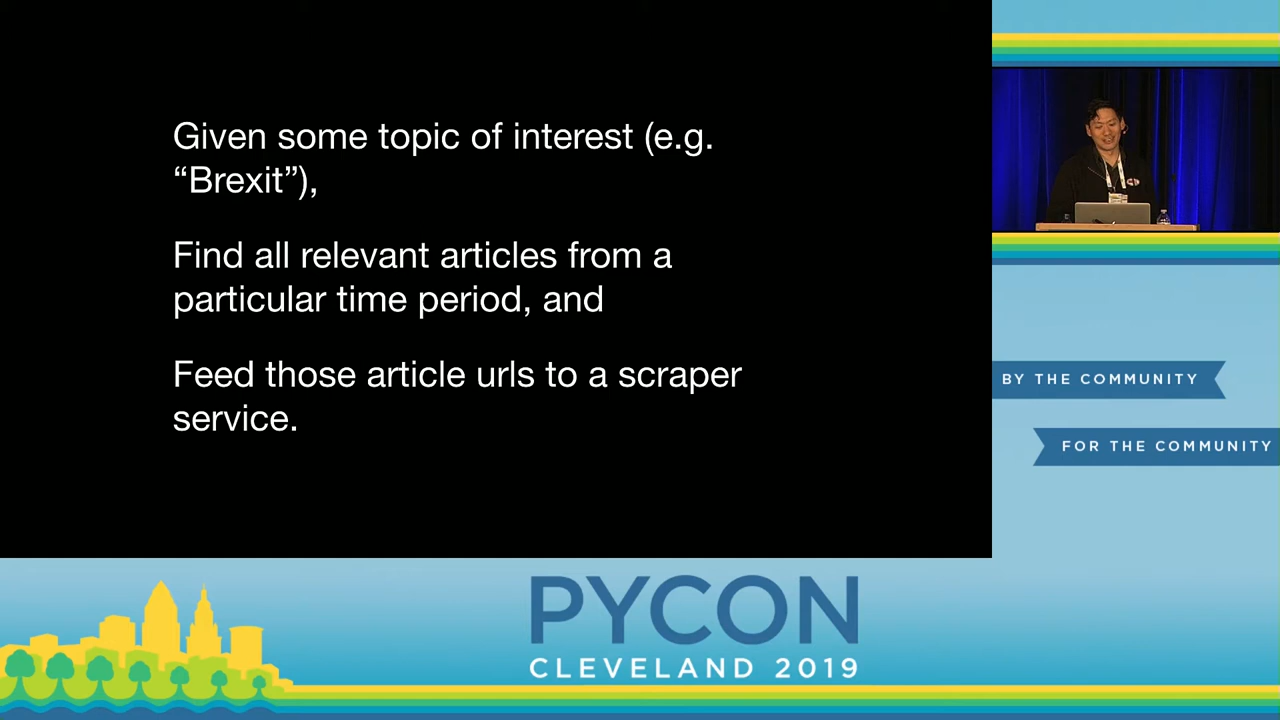 Given some topic of interest (e.g.
“Brexit”),
Find all relevant articles from a
particular time period, and
Feed those article urls to a scraper
service.
BY THE COMMUNITY
FOR THE COMMUNITY
PYCON
CLEVELAND 2019